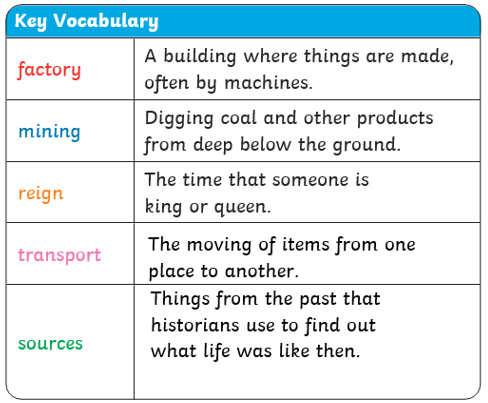 Key Vocabulary
factory
A building where things are made,
often by machines.
mining
Digging coal and other products
from deep below the ground.
reign
The time that someone is
king or queen.
transport
The moving of items from one
place to another.
sources
Things from the past that
historians use to find out
what life was like then.